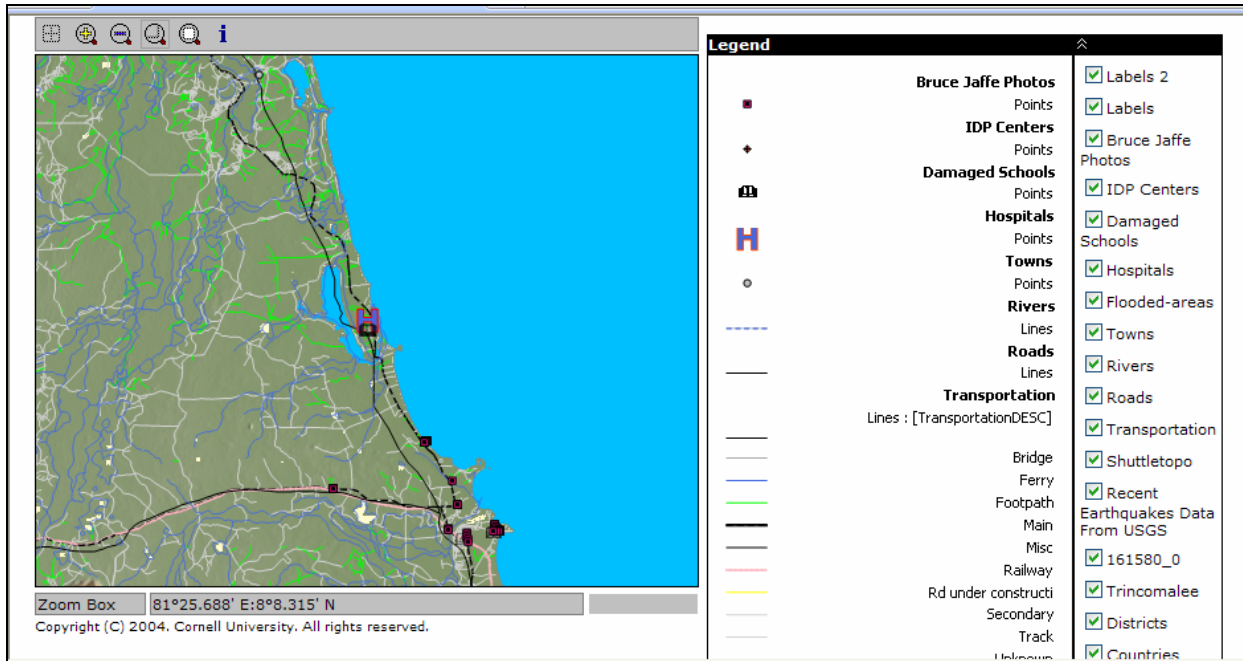 i
H
Zoom Box
81°25.688' E:8°8.315' N
Copyright (C) 2004. Cornell University. All rights reserved.
Legend
Bruce Jaffe Photos
Points
IDP Centers
Points
Damaged Schools
Points
Hospitals
H
Points
Towns
Points
Rivers
Lines
Roads
Lines
Transportation
Lines : [TransportationDESC]
Bridge
Ferry
Footpath
Main
Misc
Railway
Rd under constructi
Secondary
Track
Unknown
Labels 2
Labels
Bruce Jaffe
Photos
IDP Centers
Damaged
Schools
Hospitals
Flooded-areas
Towns
Rivers
Roads
Transportation
Shuttletopo
Recent
Earthquakes Data
From USGS
161580_0
Trincomalee
Districts
Countries